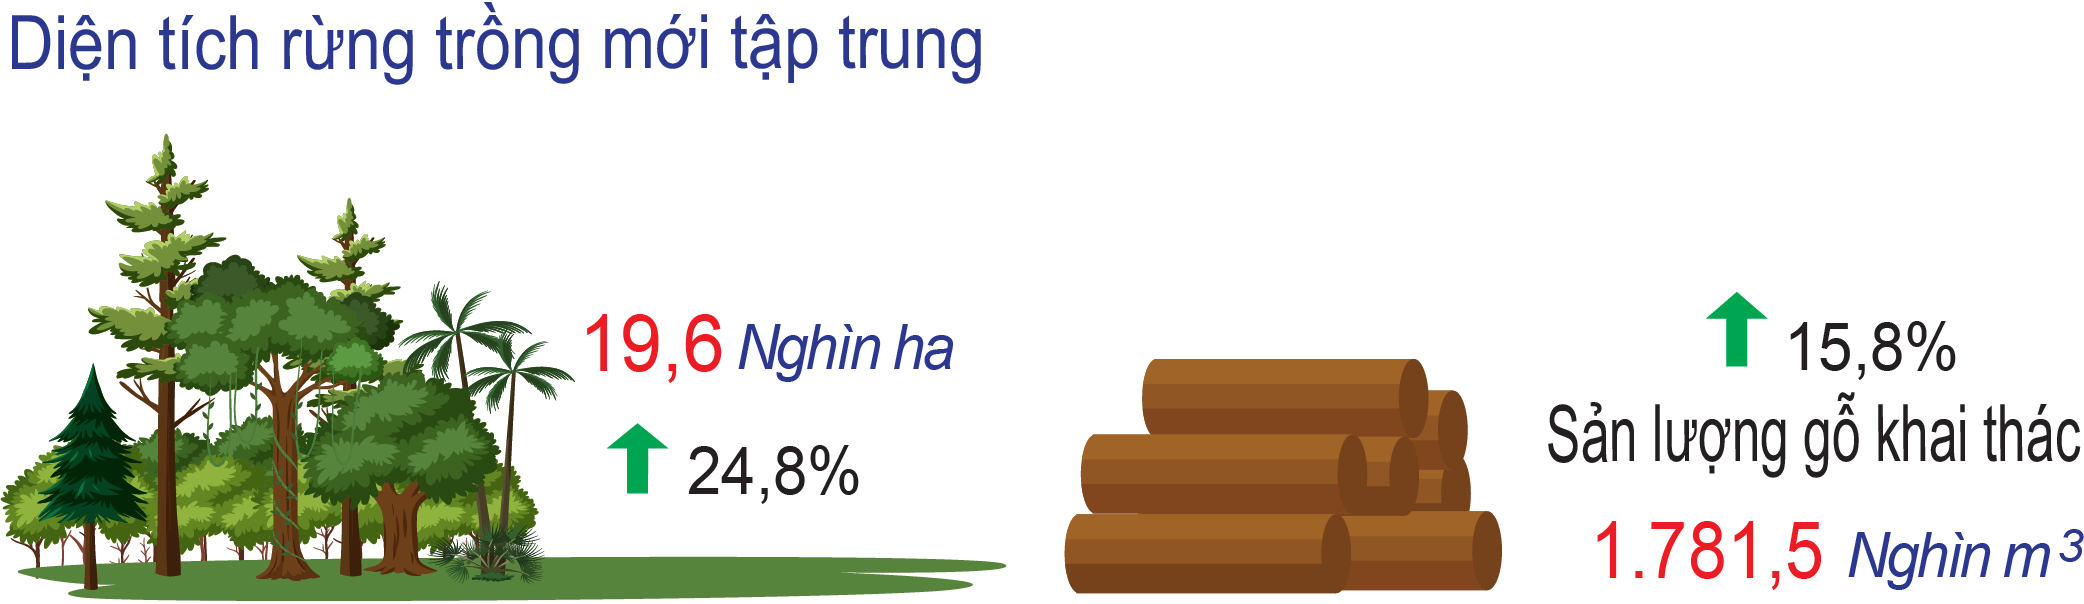 Diện tích rừng trồng mới tập trung
19,6 Nghìn ha
24,8%
15,8%
Sản lượng gỗ khai thác
1.781,5 Nghìn m³